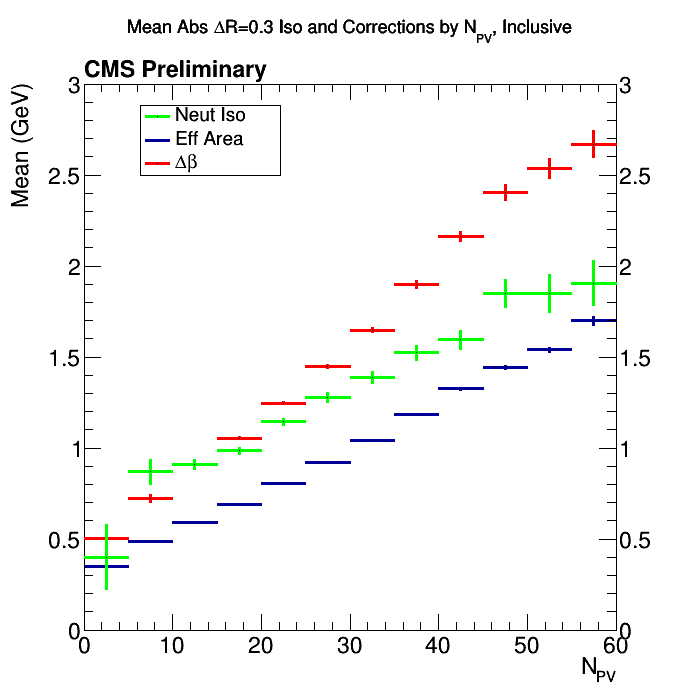 Mean Abs ΔR=0.3 Iso and Corrections by N_PV, Inclusive
CMS Preliminary
Mean (GeV)
Neut Iso
Eff Area
Δβ
3
2.5
2
1.5
1
0.5
0
3
2.5
2
1.5
1
0.5
0
0 10 20 30 40 50 60
N_PV